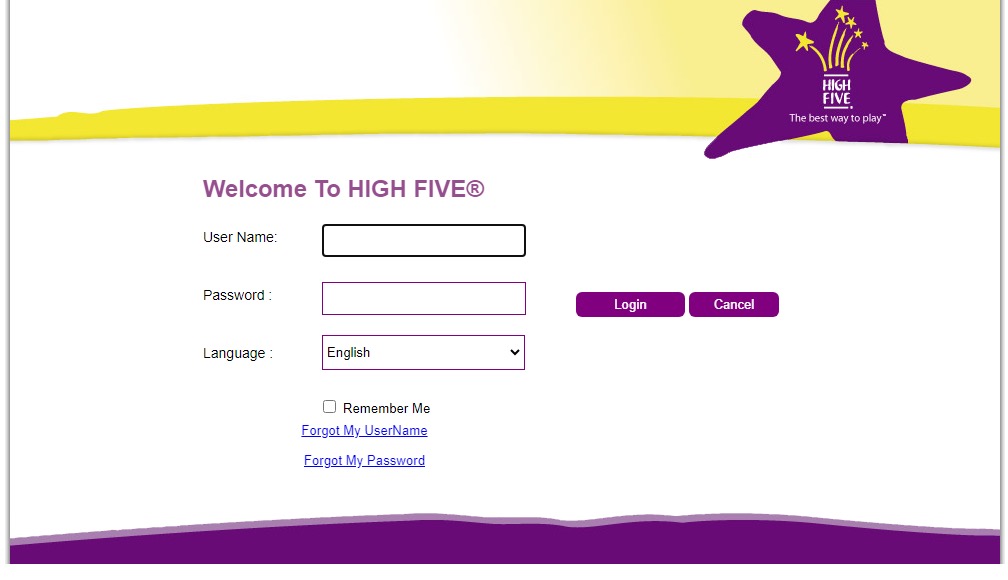 HIGH
FIVE®
The best way to play™
Welcome To HIGH FIVE®
User Name:
Password :
Login Cancel
Language :
English
Remember Me
Forgot My UserName
Forgot My Password